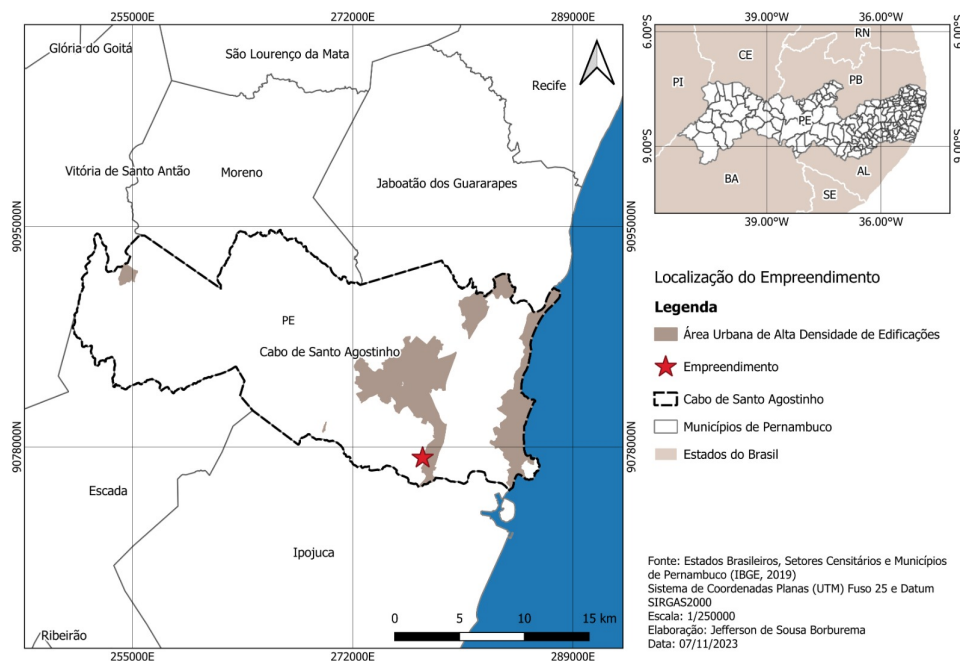 255000E
272000E
289000E
Glória do Goitá
São Lourenço da Mata
Recife
Vitória de Santo Antão
Moreno
Jaboatão dos Guararapes
9095000N
9095000N
PE
Cabo de Santo Agostinho
9078000N
9078000N
Escada
Ipojuca
Ribeirão
0 5 10 15 km
255000E
272000E
289000E
39.00°W
36.00°W
6.00°S
6.00°S
RN
CE
PB
PI
PE
9.00°S
9.00°S
AL
BA
SE
39.00°W
36.00°W
Localização do Empreendimento
Legenda
Área Urbana de Alta Densidade de Edificações
Empreendimento
Cabo de Santo Agostinho
Municípios de Pernambuco
Estados do Brasil
Fonte: Estados Brasileiros, Setores Censitários e Municípios
de Pernambuco (IBGE, 2019)
Sistema de Coordenadas Planas (UTM) Fuso 25 e Datum
SIRGAS2000
Escala: 1/250000
Elaboração: Jefferson de Sousa Borburema
Data: 07/11/2023